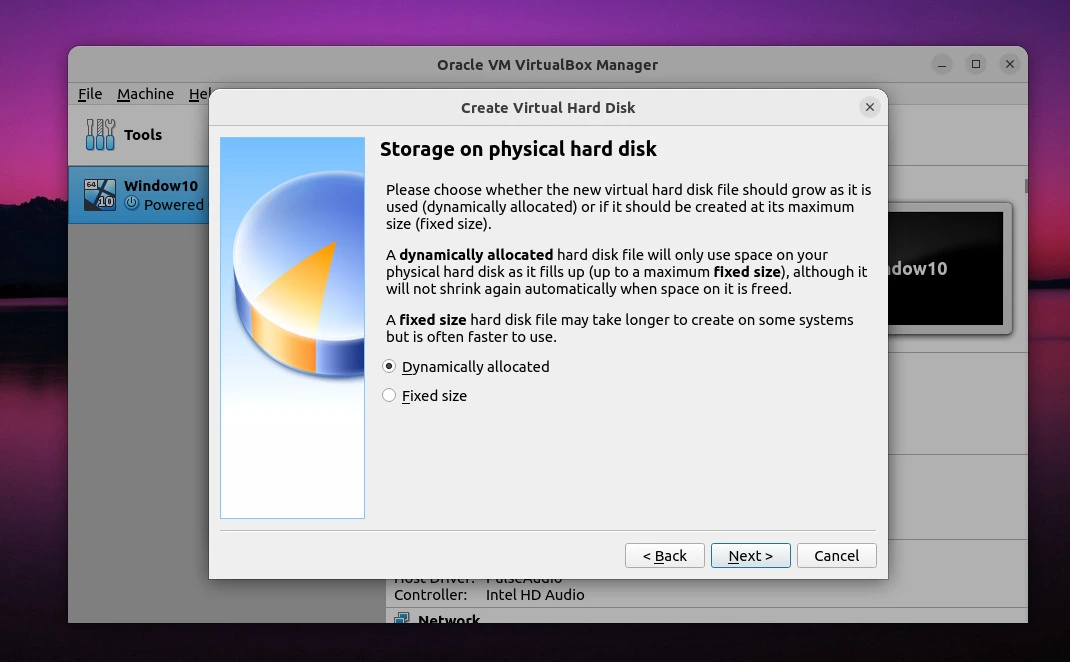 Oracle VM VirtualBox Manager
File Machine Hel
Create Virtual Hard Disk
Tools
64
10
Window10
Powered
Storage on physical hard disk
Please choose whether the new virtual hard disk file should grow as it is
used (dynamically allocated) or if it should be created at its maximum
size (fixed size).
A dynamically allocated hard disk file will only use space on your
physical hard disk as it fills up (up to a maximum fixed size), although it
will not shrink again automatically when space on it is freed.
A fixed size hard disk file may take longer to create on some systems
but is often faster to use.
Dynamically allocated
Fixed size
ndow10
< Back
Next >
Cancel
Host Driver: PulseAudio
Controller: Intel HD Audio
Network